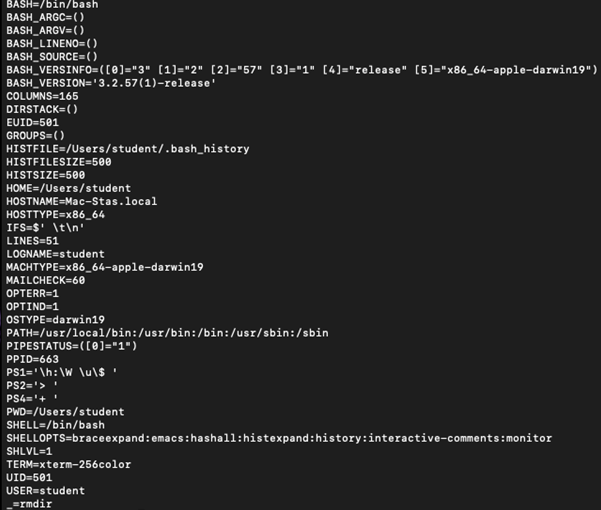 BASH=/bin/bash
BASH_ARGC=()
BASH_ARGV=()
BASH_LINENO=()
BASH_SOURCE=()
BASH_VERSINFO=([0]="3" [1]="2" [2]="57" [3]="1" [4]="release" [5]="x86_64-apple-darwin19")
BASH_VERSION='3.2.57(1)-release'
COLUMNS=165
DIRSTACK=()
EUID=501
GROUPS=()
HISTFILE=/Users/student/.bash_history
HISTFILESIZE=500
HISTSIZE=500
HOME=/Users/student
HOSTNAME=Mac-Stas.local
HOSTTYPE=x86_64
IFS=$' \t\n'
LINES=51
LOGNAME=student
MACHTYPE=x86_64-apple-darwin19
MAILCHECK=60
OPTERR=1
OPTIND=1
OSTYPE=darwin19
PATH=/usr/local/bin:/usr/bin:/bin:/usr/sbin:/sbin
PIPESTATUS=([0]="1")
PPID=663
PS1='\h:\W \u\$ '
PS2='> '
PS4='+ '
PWD=/Users/student
SHELL=/bin/bash
SHELLOPTS=braceexpand:emacs:hashall:histexpand:history:interactive-comments:monitor
SHLVL=1
TERM=xterm-256color
UID=501
USER=student
_=rmdir